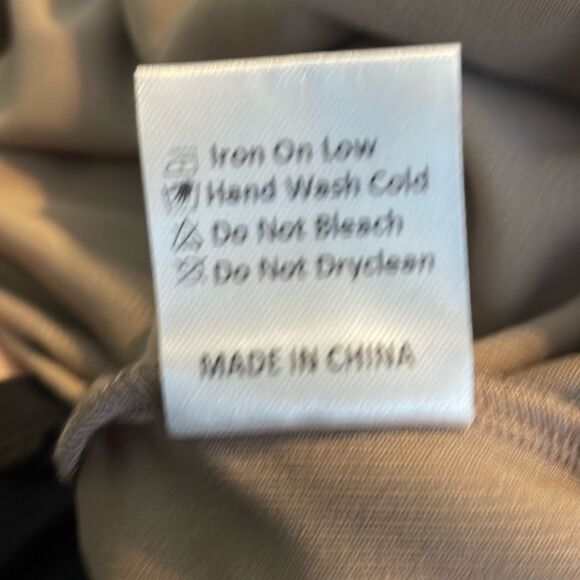 Iron On Low
Hand Wash Cold
Do Not Bleach
Do Not Dryclean
MADE IN CHINA